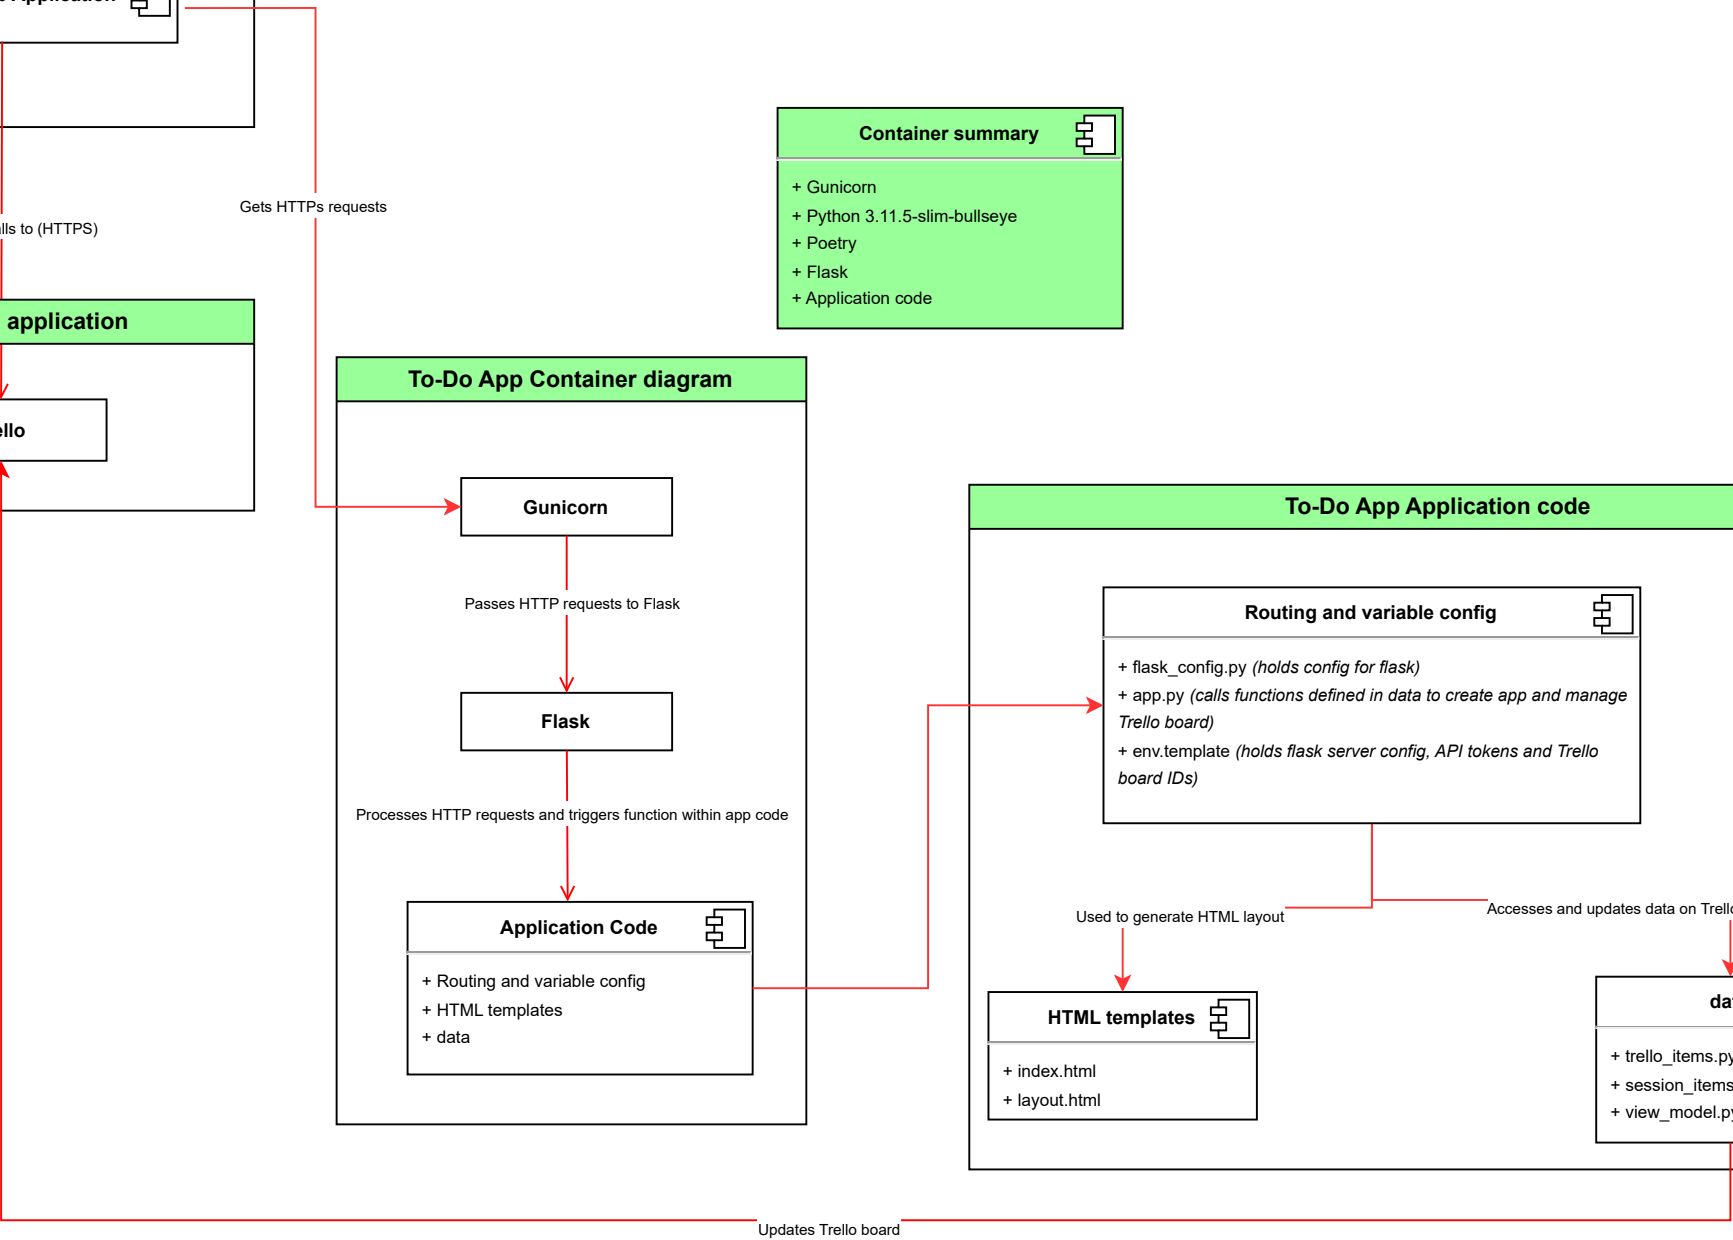 Application
Gets HTTPs requests
to (HTTPS)
application
Container summary
+ Gunicorn
+ Python 3.11.5-slim-bullseye
+ Poetry
+ Flask
+ Application code
To-Do App Container diagram
Gunicorn
Passes HTTP requests to Flask
Flask
Processes HTTP requests and triggers function within app code
Application Code
+ Routing and variable config
+ HTML templates
+ data
To-Do App Application code
Routing and variable config
+ flask_config.py (holds config for flask)
+ app.py (calls functions defined in data to create app and manage
Trello board)
+ env.template (holds flask server config, API tokens and Trello
board IDs)
Used to generate HTML layout
Accesses and updates data on Trello
HTML templates
+ index.html
+ layout.html
+ trello_items.py
+ session_items
+ view_model.py
Updates Trello board